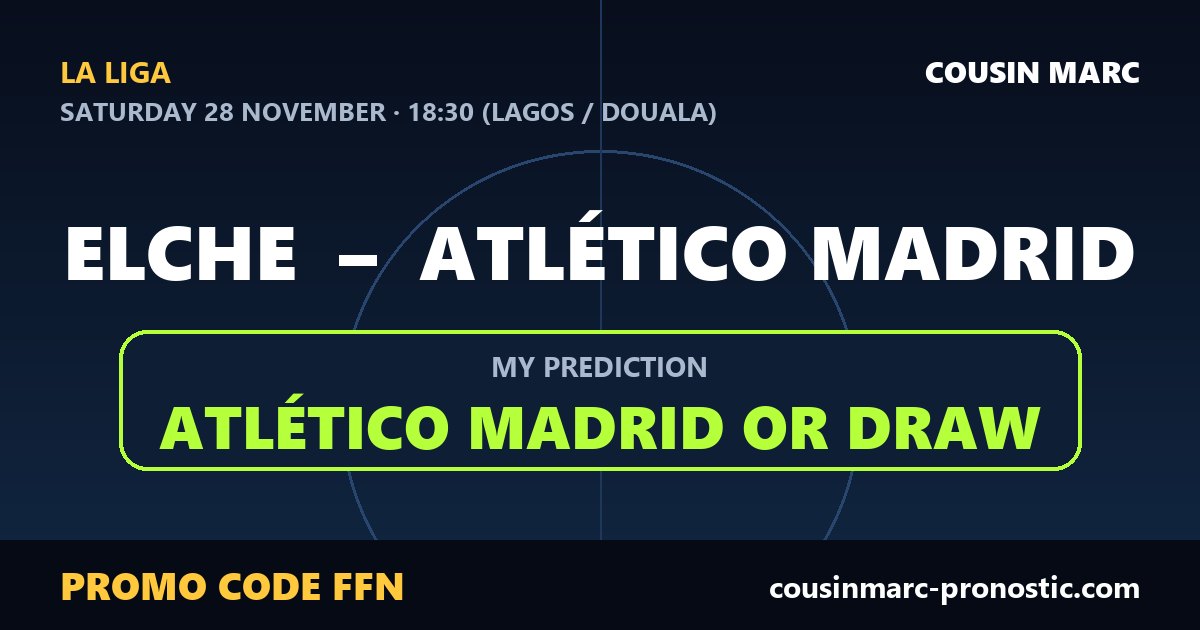 LA LIGA
COUSIN MARC
SATURDAY 28 NOVEMBER · 18:30 (LAGOS / DOUALA)
ELCHE – ATLÉTICO MADRID
MY PREDICTION
ATLÉTICO MADRID OR DRAW
PROMO CODE FFN
cousinmarc-pronostic.com